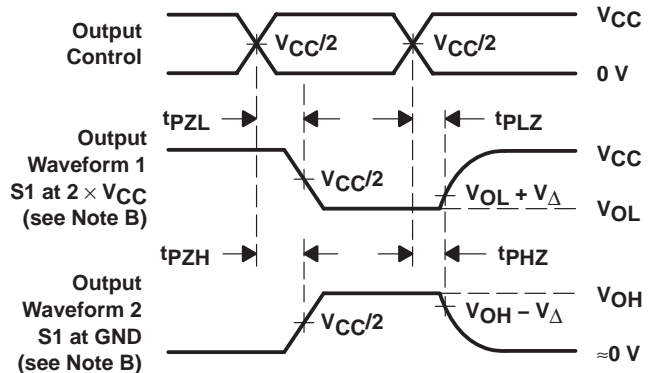 Output
Control
VCC/2
VCC/2
VCC
0 V
tPZL
tPLZ
Output
Waveform 1
S1 at 2 × VCC
(see Note B)
VCC/2
VCC
VOL + VΔ
VOL
tPZH
tPHZ
Output
Waveform 2
S1 at GND
(see Note B)
VCC/2
VOH
VOH − VΔ
≈0 V